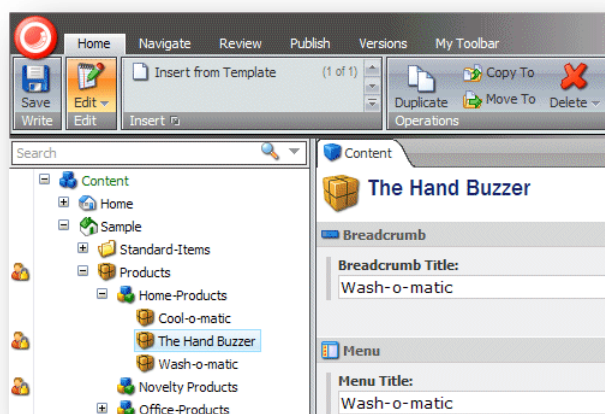 Home Navigate Review Publish Versions My Toolbar
Insert from Template (1 of 1)
Copy To
Move To
Save Edit Duplicate Delete
Write Edit Insert Operations
Search
Content
Home
Sample
Standard-Items
Products
Home-Products
Cool-o-matic
The Hand Buzzer
Wash-o-matic
Novelty Products
Office-Products
Content
The Hand Buzzer
Breadcrumb
Breadcrumb Title:
Wash-o-matic
Menu
Menu Title:
Wash-o-matic